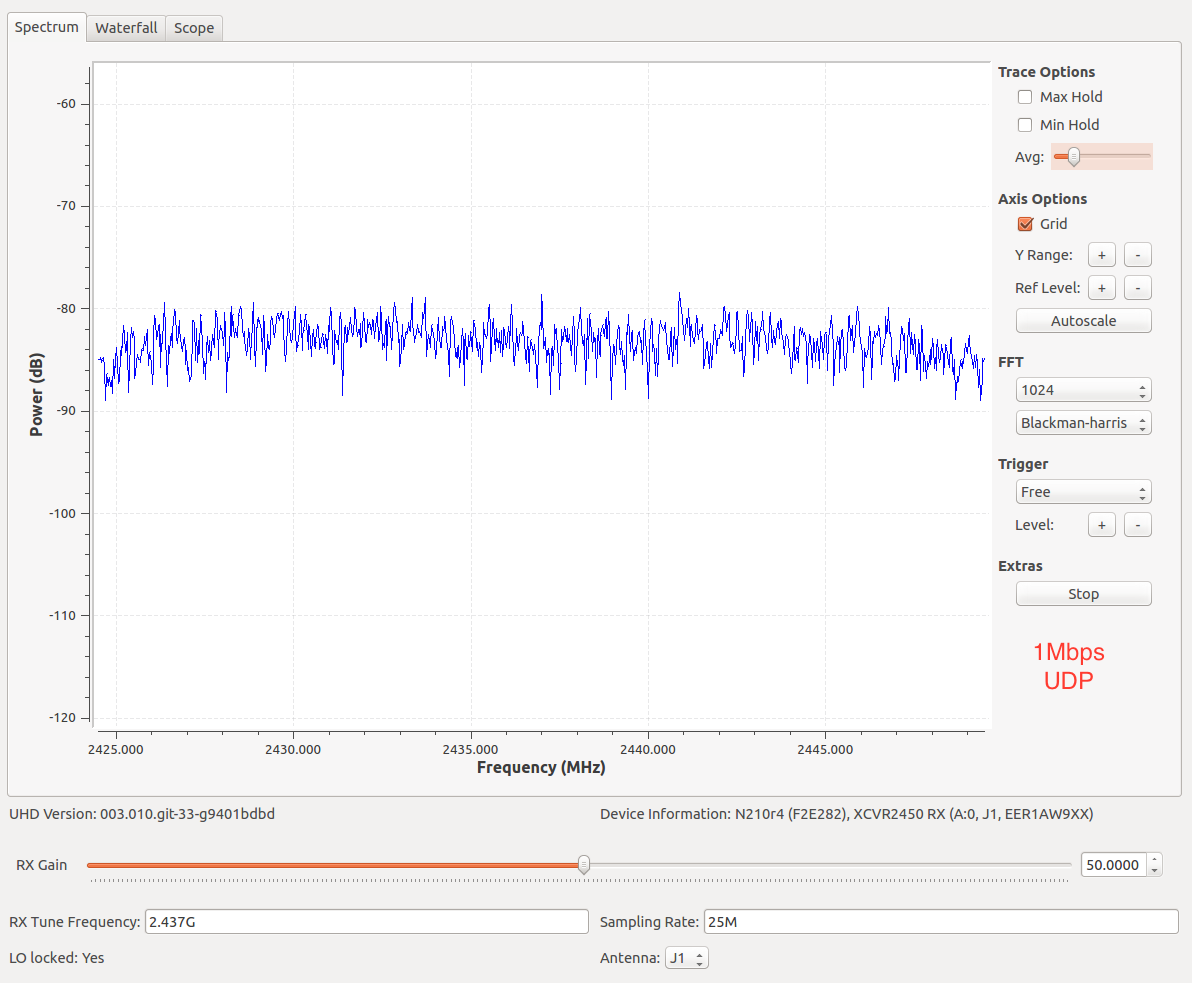 Spectrum Waterfall Scope
Trace Options
Max Hold
Min Hold
Avg:
Axis Options
Grid
Y Range: + -
Ref Level: + -
Autoscale
FFT
1024
Blackman-harris
Trigger
Free
Level: + -
Extras
Stop
1Mbps
UDP
Power (dB)
-60
-70
-80
-90
-100
-110
-120
2425.000 2430.000 2435.000 2440.000 2445.000
Frequency (MHz)
UHD Version: 003.010.git-33-g9401bdbd
Device Information: N210r4 (F2E282), XCVR2450 RX (A:0, J1, EER1AW9XX)
RX Gain 50.0000
RX Tune Frequency: 2.437G
Sampling Rate: 25M
LO locked: Yes
Antenna: J1